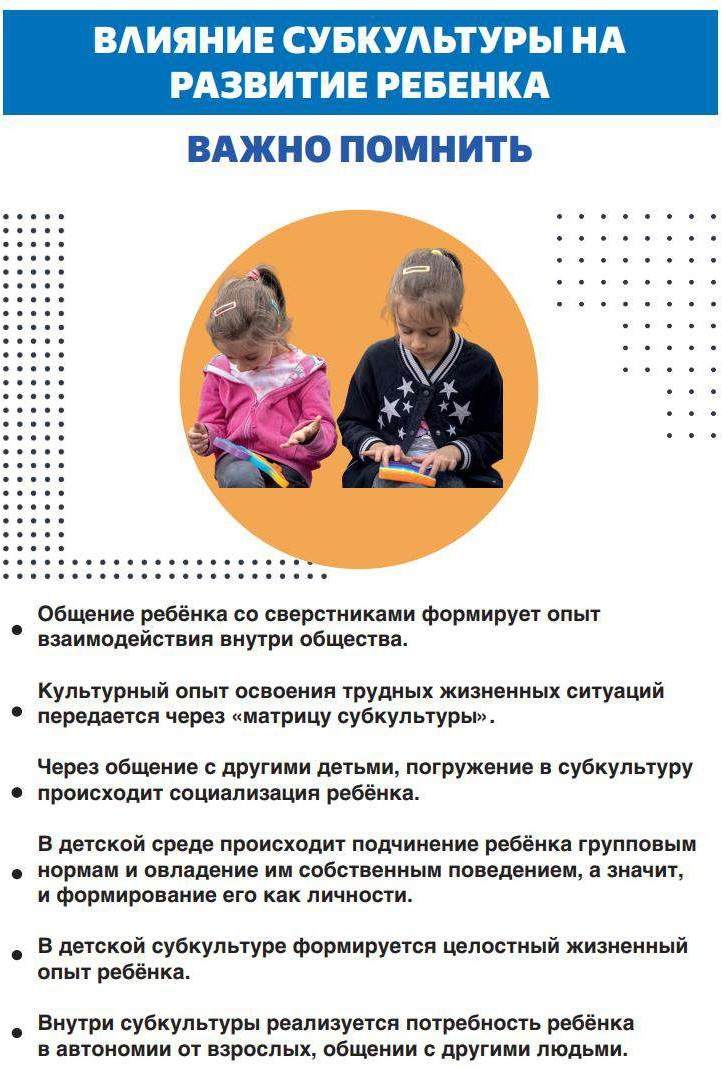 ВЛИЯНИЕ СУБКУЛЬТУРЫ НА
РАЗВИТИЕ РЕБЕНКА
ВАЖНО ПОМНИТЬ
• Общение ребёнка со сверстниками формирует опыт
взаимодействия внутри общества.
• Культурный опыт освоения трудных жизненных ситуаций
передается через «матрицу субкультуры».
• Через общение с другими детьми, погружение в субкультуру
происходит социализация ребёнка.
• В детской среде происходит подчинение ребёнка групповым
нормам и овладение им собственным поведением, а значит,
и формирование его как личности.
• В детской субкультуре формируется целостный жизненный
опыт ребёнка.
• Внутри субкультуры реализуется потребность ребёнка
в автономии от взрослых, общении с другими людьми.